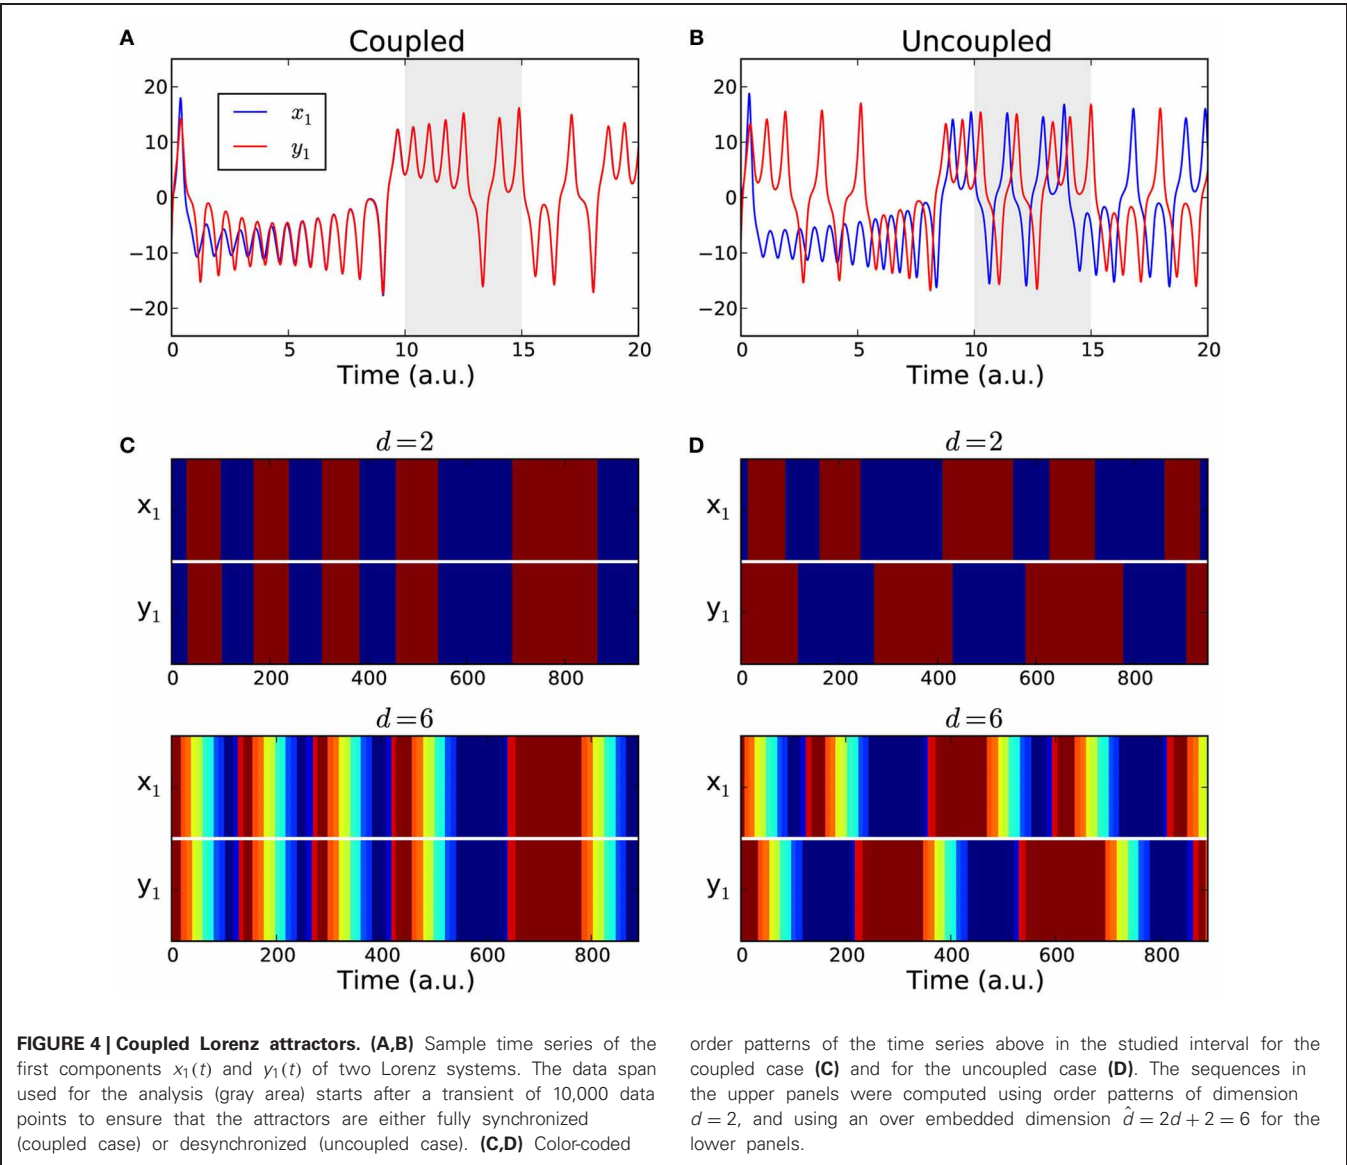 A
Coupled
20
10
0
−10
−20
x1
y1
0 5 10 15 20
Time (a.u.)
B
Uncoupled
20
10
0
−10
−20
0 5 10 15 20
Time (a.u.)
C
d=2
x1
y1
0 200 400 600 800
D
d=2
x1
y1
0 200 400 600 800
d=6
x1
y1
0 200 400 600 800
Time (a.u.)
d=6
x1
y1
0 200 400 600 800
Time (a.u.)
FIGURE 4 | Coupled Lorenz attractors. (A,B) Sample time series of the
first components x1(t) and y1(t) of two Lorenz systems. The data span
used for the analysis (gray area) starts after a transient of 10,000 data
points to ensure that the attractors are either fully synchronized
(coupled case) or desynchronized (uncoupled case). (C,D) Color-coded
order patterns of the time series above in the studied interval for the
coupled case (C) and for the uncoupled case (D). The sequences in
the upper panels were computed using order patterns of dimension
d = 2, and using an over embedded dimension d̂ = 2d + 2 = 6 for the
lower panels.